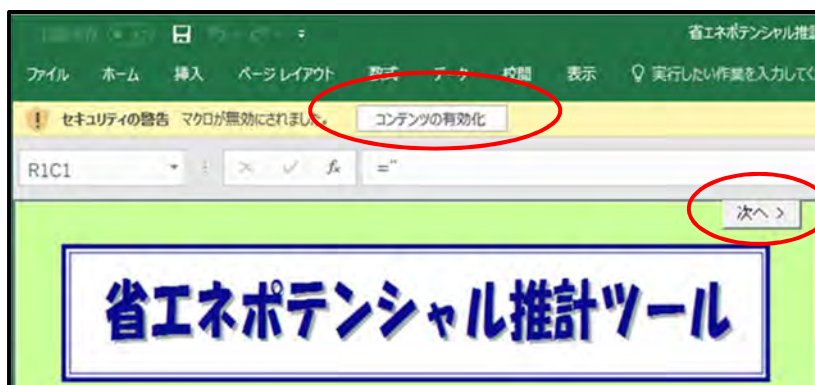 省エネポテンシャル推計
ファイル ホーム 挿入 ページ レイアウト 数式 データ 校閲 表示 実行したい作業を入力してく
セキュリティの警告 マクロが無効にされました。 コンテンツの有効化
R1C1 fx ="
次へ >
省エネポテンシャル推計ツール